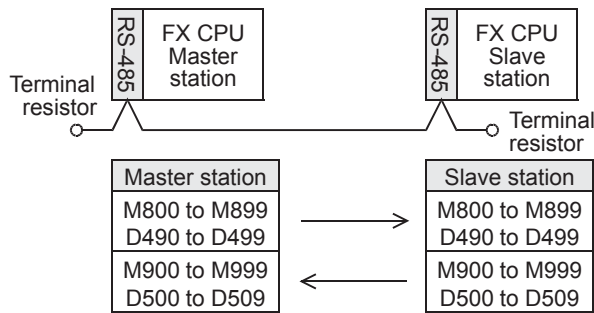 RS-485
FX CPU
Master
station
RS-485
FX CPU
Slave
station
Terminal
resistor
Terminal
resistor
Master station
M800 to M899
D490 to D499
M900 to M999
D500 to D509
Slave station
M800 to M899
D490 to D499
M900 to M999
D500 to D509